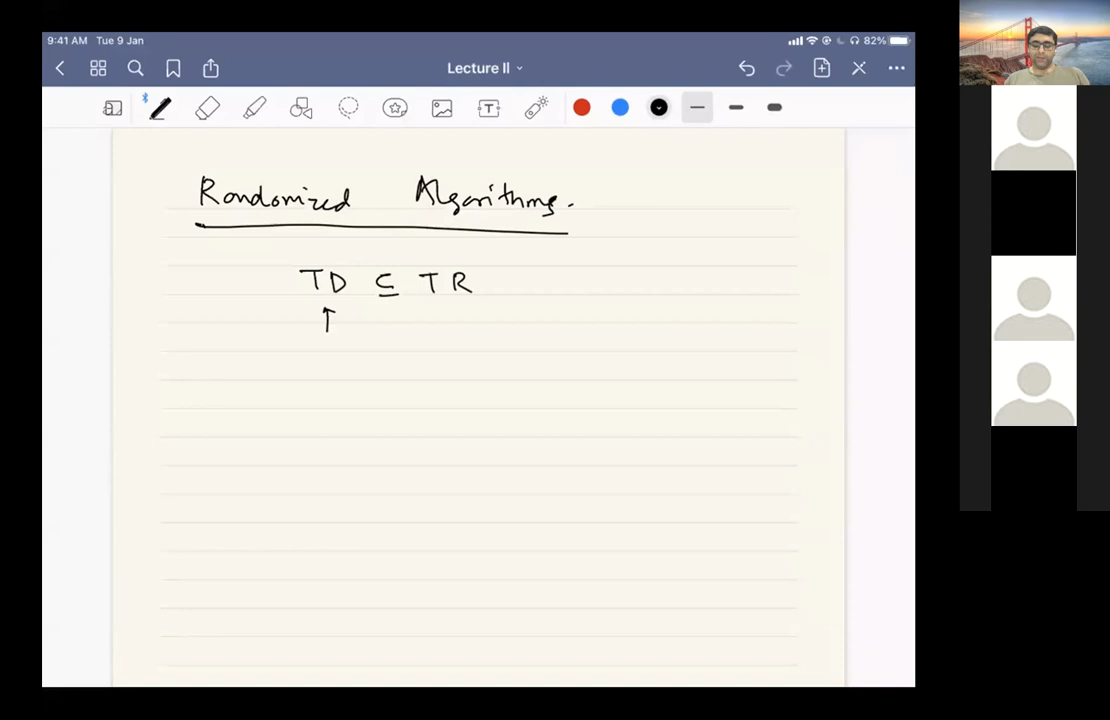 9:41 AM Tue 9 Jan 82%
Lecture II
T
Randomized Algorithms.
TD ⊆ TR
↑